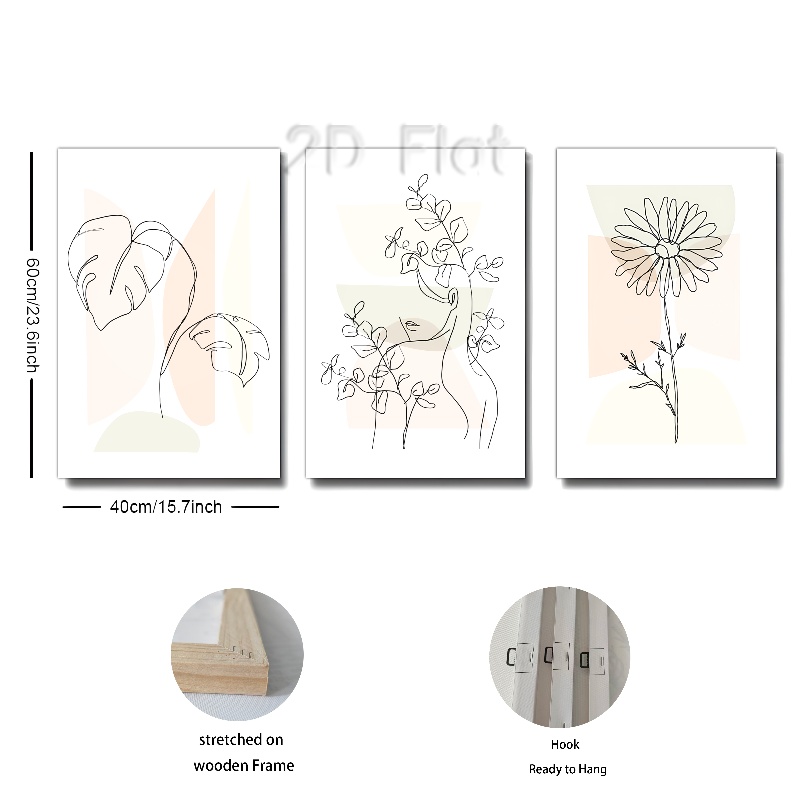 2D Flat
60cm/23.6inch
40cm/15.7inch
stretched on
wooden Frame
Hook
Ready to Hang